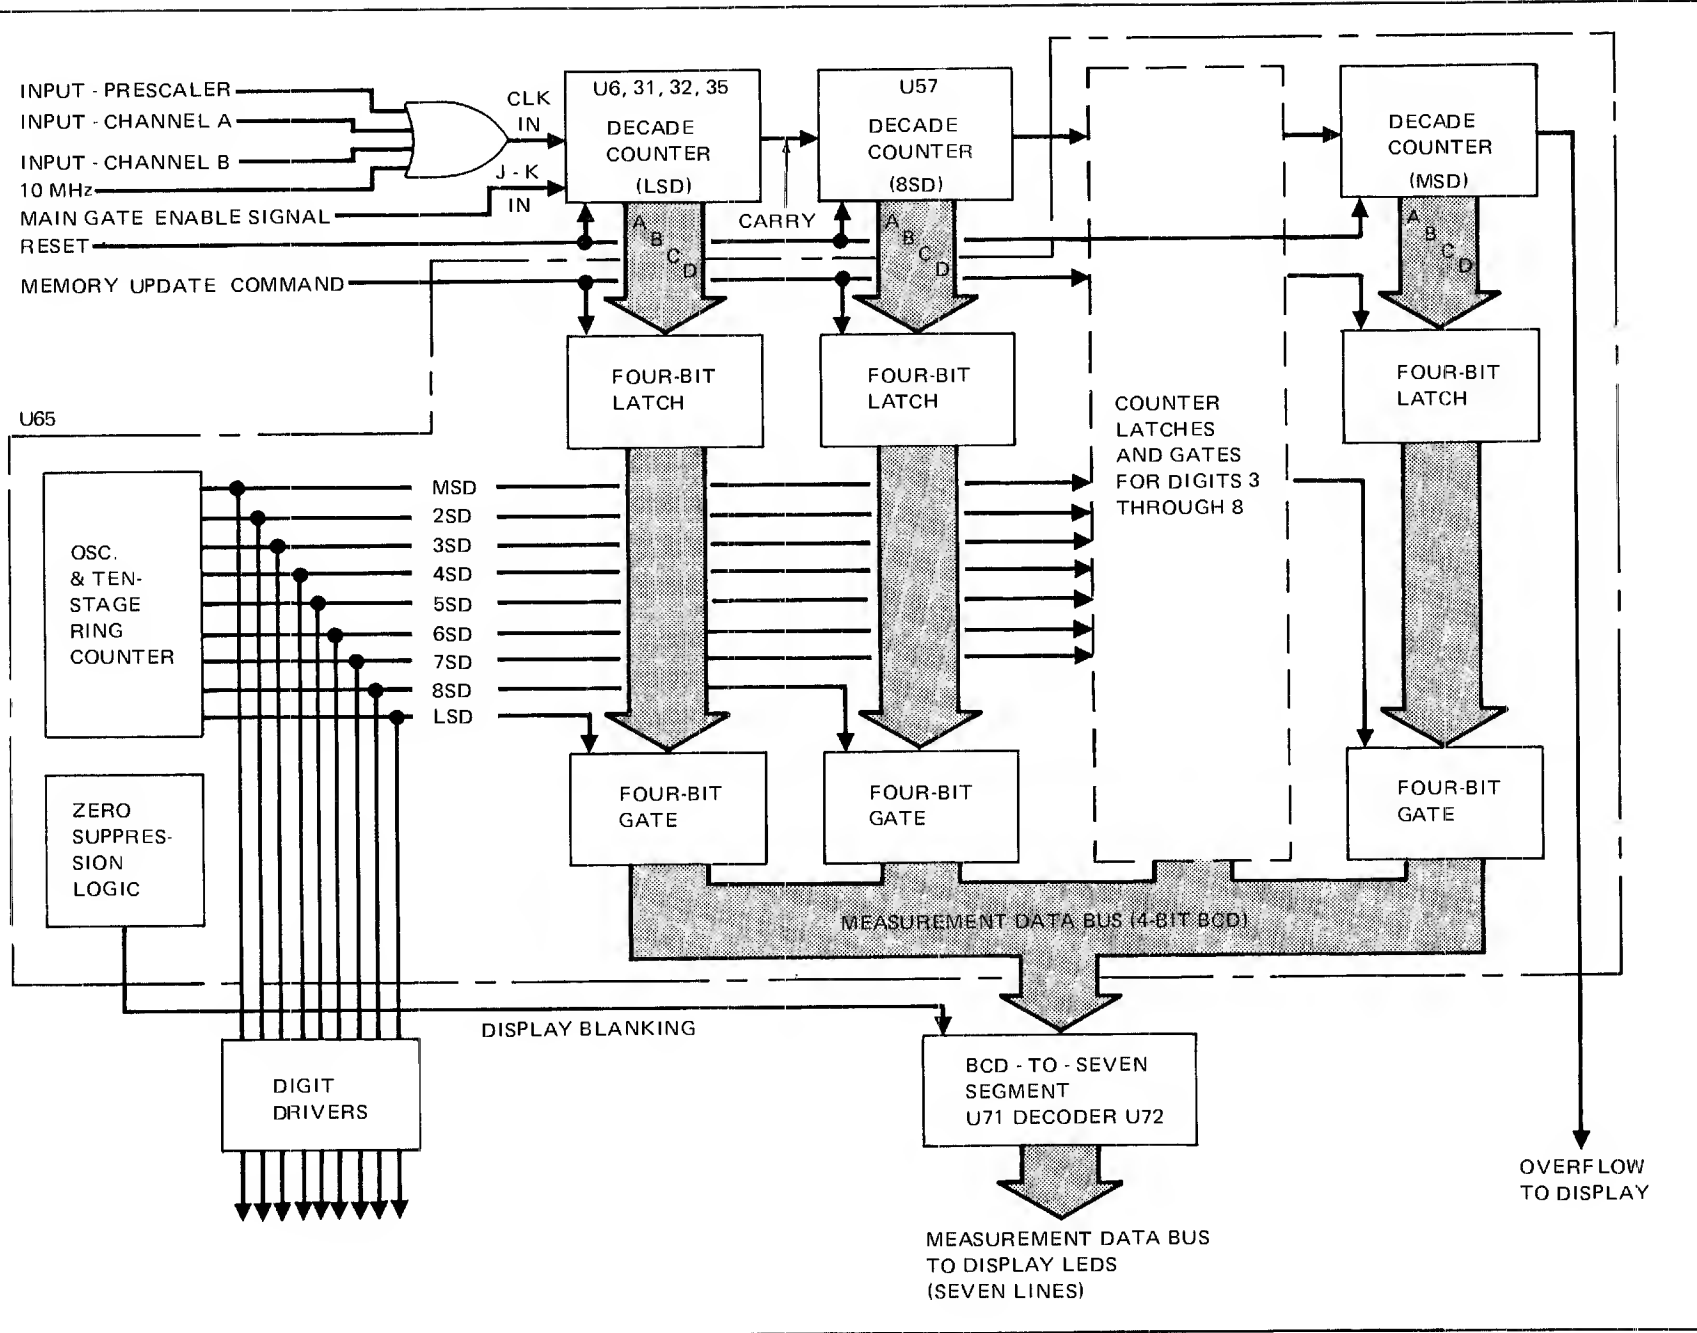 INPUT - PRESCALER
INPUT - CHANNEL A
INPUT - CHANNEL B
10 MHz
MAIN GATE ENABLE SIGNAL
RESET
MEMORY UPDATE COMMAND
CLK
IN
J - K
IN
U6, 31, 32, 35
DECADE
COUNTER
(LSD)
CARRY
U57
DECADE
COUNTER
(8SD)
DECADE
COUNTER
(MSD)
A
B
C
D
A
B
C
D
A
B
C
D
FOUR-BIT
LATCH
FOUR-BIT
LATCH
FOUR-BIT
LATCH
COUNTER
LATCHES
AND GATES
FOR DIGITS 3
THROUGH 8
U65
OSC.
& TEN-
STAGE
RING
COUNTER
MSD
2SD
3SD
4SD
5SD
6SD
7SD
8SD
LSD
ZERO
SUPPRES-
SION
LOGIC
FOUR-BIT
GATE
FOUR-BIT
GATE
FOUR-BIT
GATE
MEASUREMENT DATA BUS (4-BIT BCD)
DISPLAY BLANKING
DIGIT
DRIVERS
BCD - TO - SEVEN
SEGMENT
U71 DECODER U72
OVERFLOW
TO DISPLAY
MEASUREMENT DATA BUS
TO DISPLAY LEDS
(SEVEN LINES)